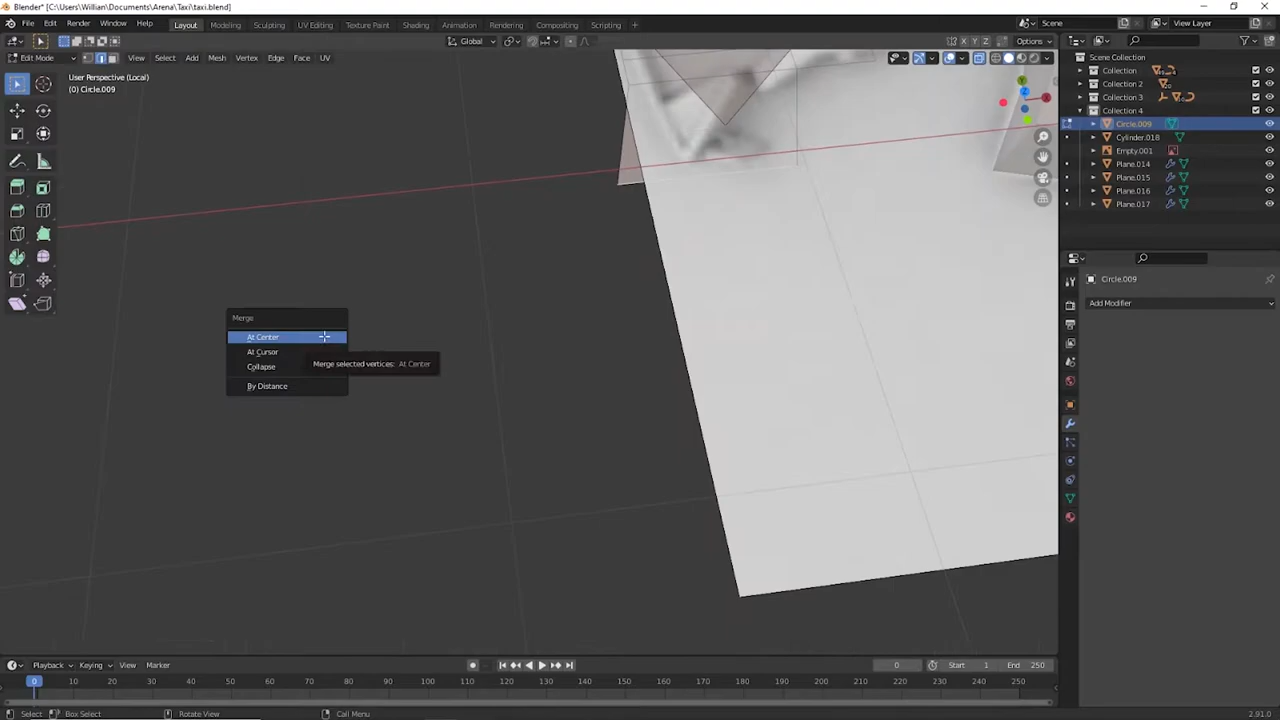 Blender* [C:\Users\Willian\Documents\Arena\Taxi\taxi.blend]
File Edit Render Window Help Layout Modeling Sculpting UV Editing Texture Paint Shading Animation Rendering Compositing Scripting Scene View Layer
Global X Y Z Options
Edit Mode View Select Add Mesh Vertex Edge Face UV
User Perspective (Local)
(0) Circle.009
Scene Collection
Collection
Collection 2
Collection 3
Collection 4
Circle.009
Cylinder.018
Empty.001
Plane.014
Plane.015
Plane.016
Plane.017
Circle.009
Add Modifier
Merge
At Center
At Cursor
Collapse
By Distance
Merge selected vertices: At Center
Playback Keying View Marker 0 Start 1 End 250
0 10 20 30 40 50 60 70 80 90 100 110 120 130 140 150 160 170 180 190 200 210 220 230 240 250
Select Box Select Rotate View Call Menu 2.91.0